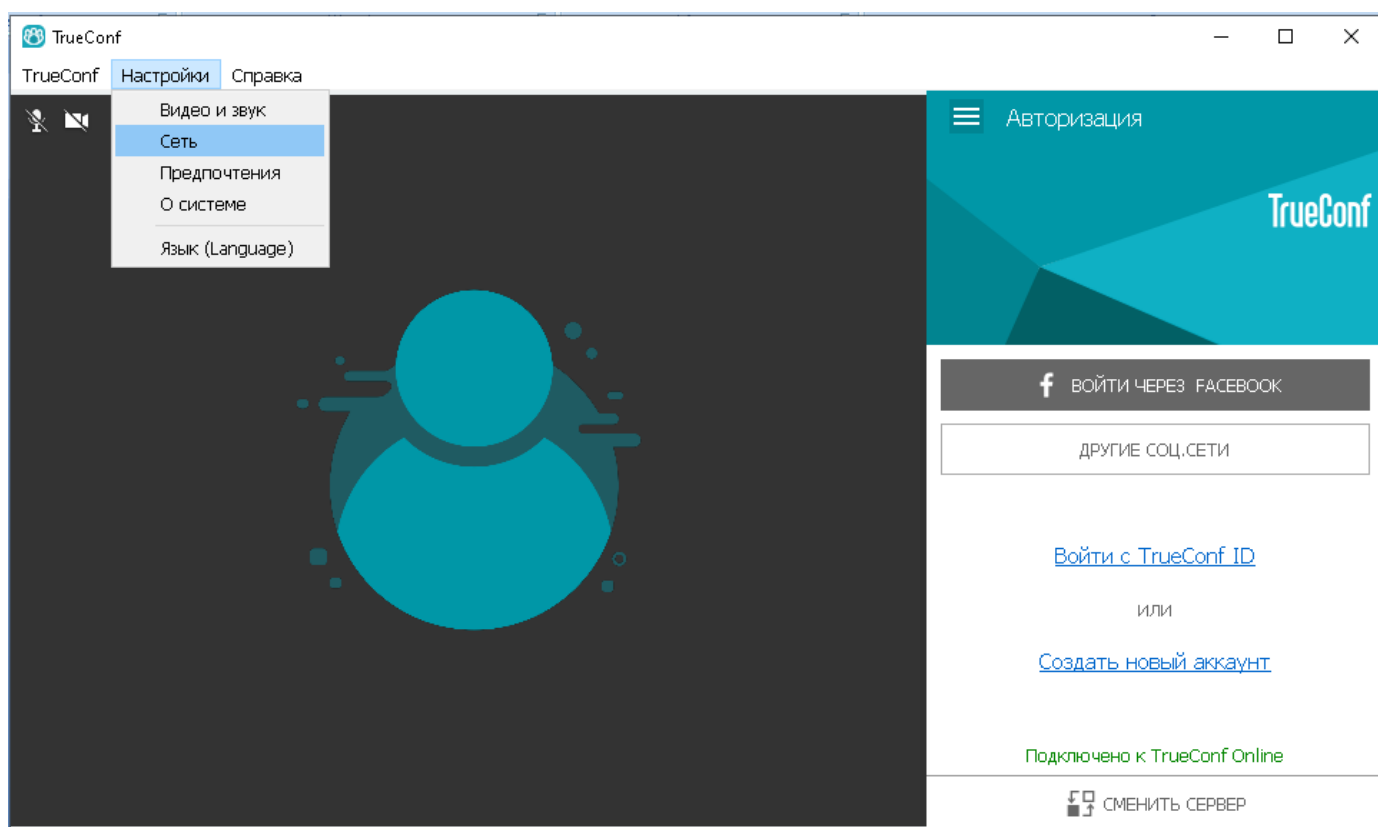 TrueConf
TrueConf Настройки Справка
Видео и звук
Сеть
Предпочтения
О системе
Язык (Language)
Авторизация
TrueConf
f ВОЙТИ ЧЕРЕЗ FACEBOOK
ДРУГИЕ СОЦ.СЕТИ
Войти с TrueConf ID
или
Создать новый аккаунт
Подключено к TrueConf Online
СМЕНИТЬ СЕРВЕР